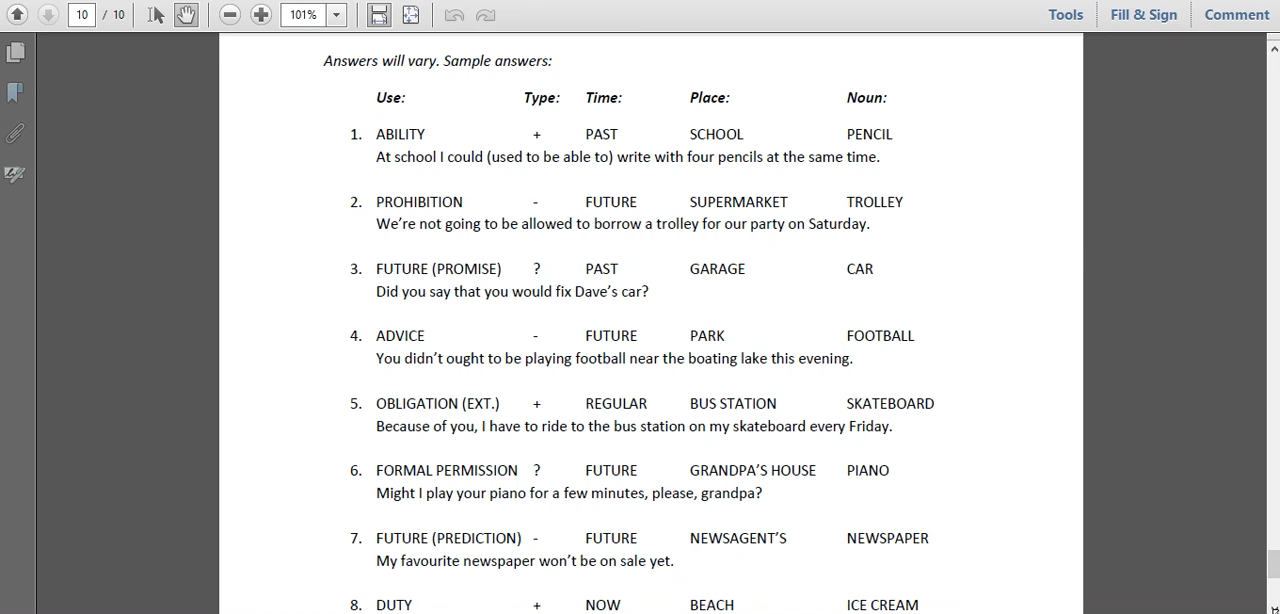 10 / 10 101% Tools Fill & Sign Comment
Answers will vary. Sample answers:
Use: Type: Time: Place: Noun:
1. ABILITY + PAST SCHOOL PENCIL
At school I could (used to be able to) write with four pencils at the same time.
2. PROHIBITION - FUTURE SUPERMARKET TROLLEY
We’re not going to be allowed to borrow a trolley for our party on Saturday.
3. FUTURE (PROMISE) ? PAST GARAGE CAR
Did you say that you would fix Dave’s car?
4. ADVICE - FUTURE PARK FOOTBALL
You didn’t ought to be playing football near the boating lake this evening.
5. OBLIGATION (EXT.) + REGULAR BUS STATION SKATEBOARD
Because of you, I have to ride to the bus station on my skateboard every Friday.
6. FORMAL PERMISSION ? FUTURE GRANDPA’S HOUSE PIANO
Might I play your piano for a few minutes, please, grandpa?
7. FUTURE (PREDICTION) - FUTURE NEWSAGENT’S NEWSPAPER
My favourite newspaper won’t be on sale yet.
8. DUTY + NOW BEACH ICE CREAM